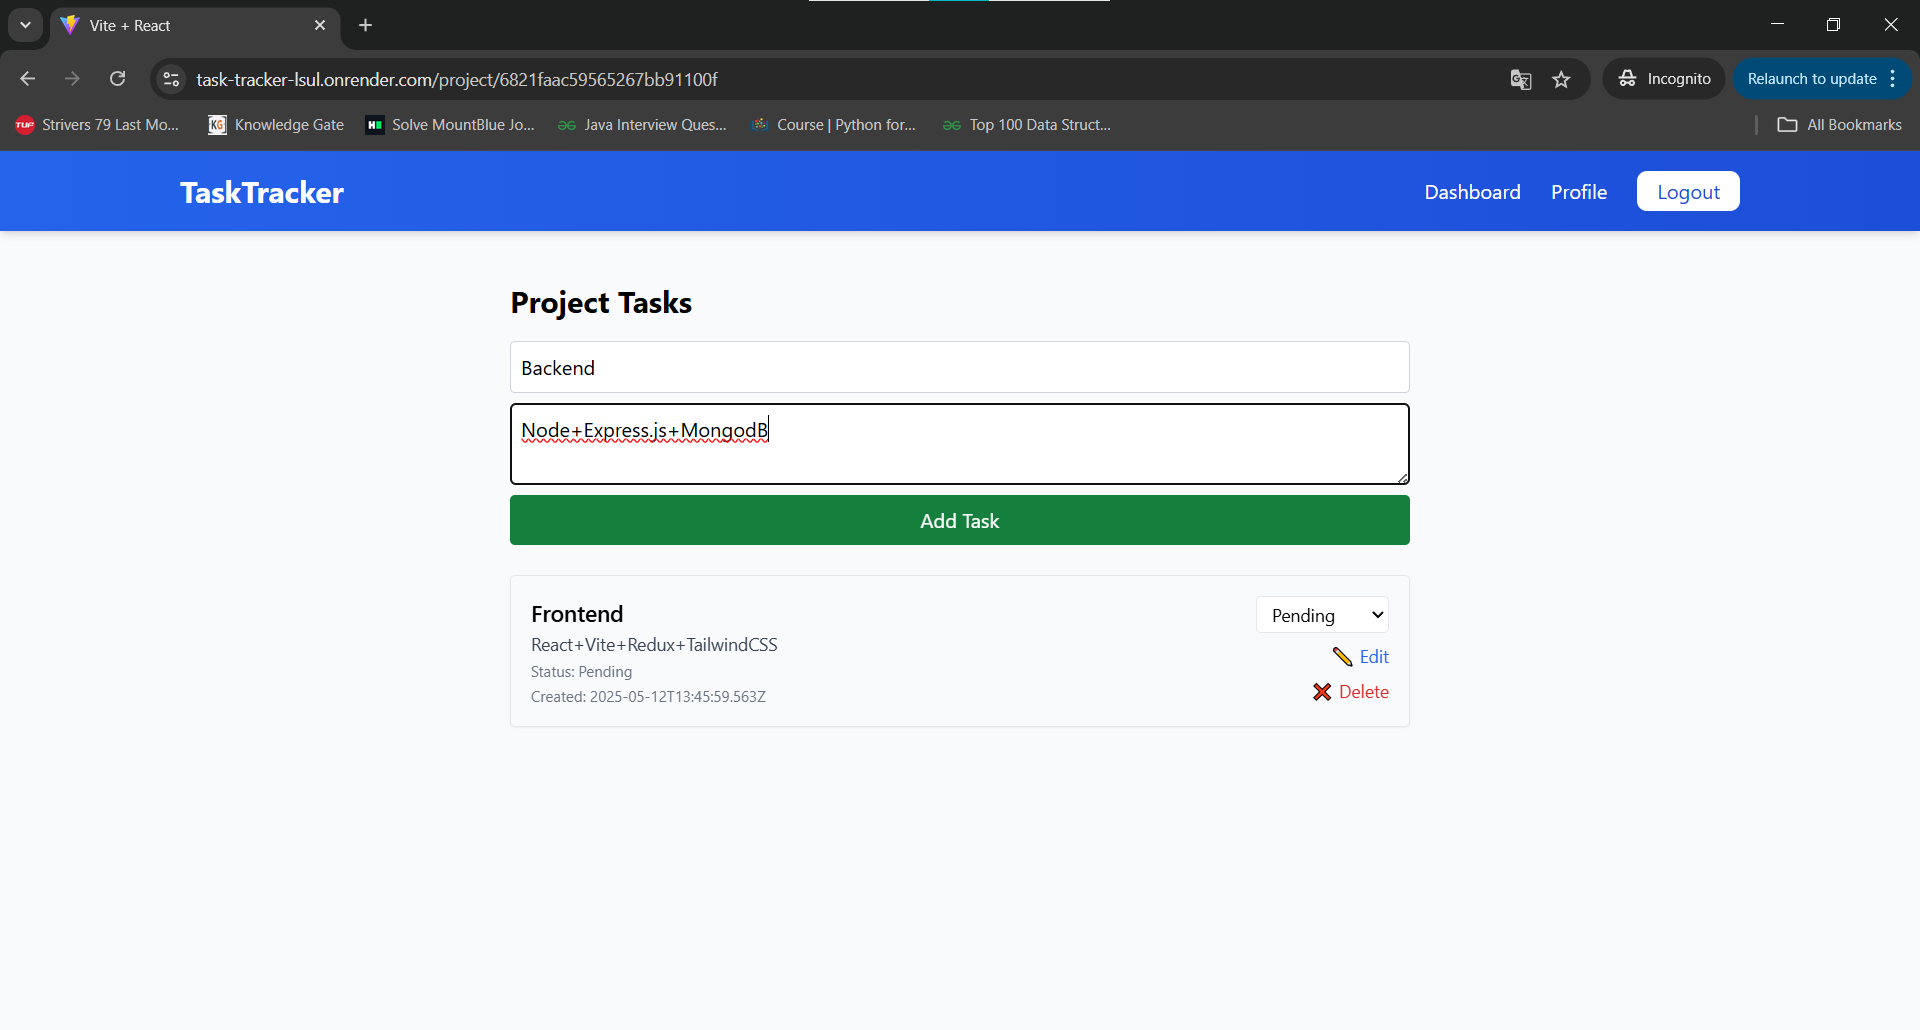 Vite + React
task-tracker-lsul.onrender.com/project/6821faac59565267bb91100f
Incognito
Relaunch to update
TUF
Strivers 79 Last Mo...
KG
Knowledge Gate
H
Solve MountBlue Jo...
Java Interview Ques...
Course | Python for...
Top 100 Data Struct...
All Bookmarks
TaskTracker
Dashboard
Profile
Logout
Project Tasks
Backend
Node+Express.js+MongodB
Add Task
Frontend
Pending
React+Vite+Redux+TailwindCSS
Edit
Status: Pending
Delete
Created: 2025-05-12T13:45:59.563Z